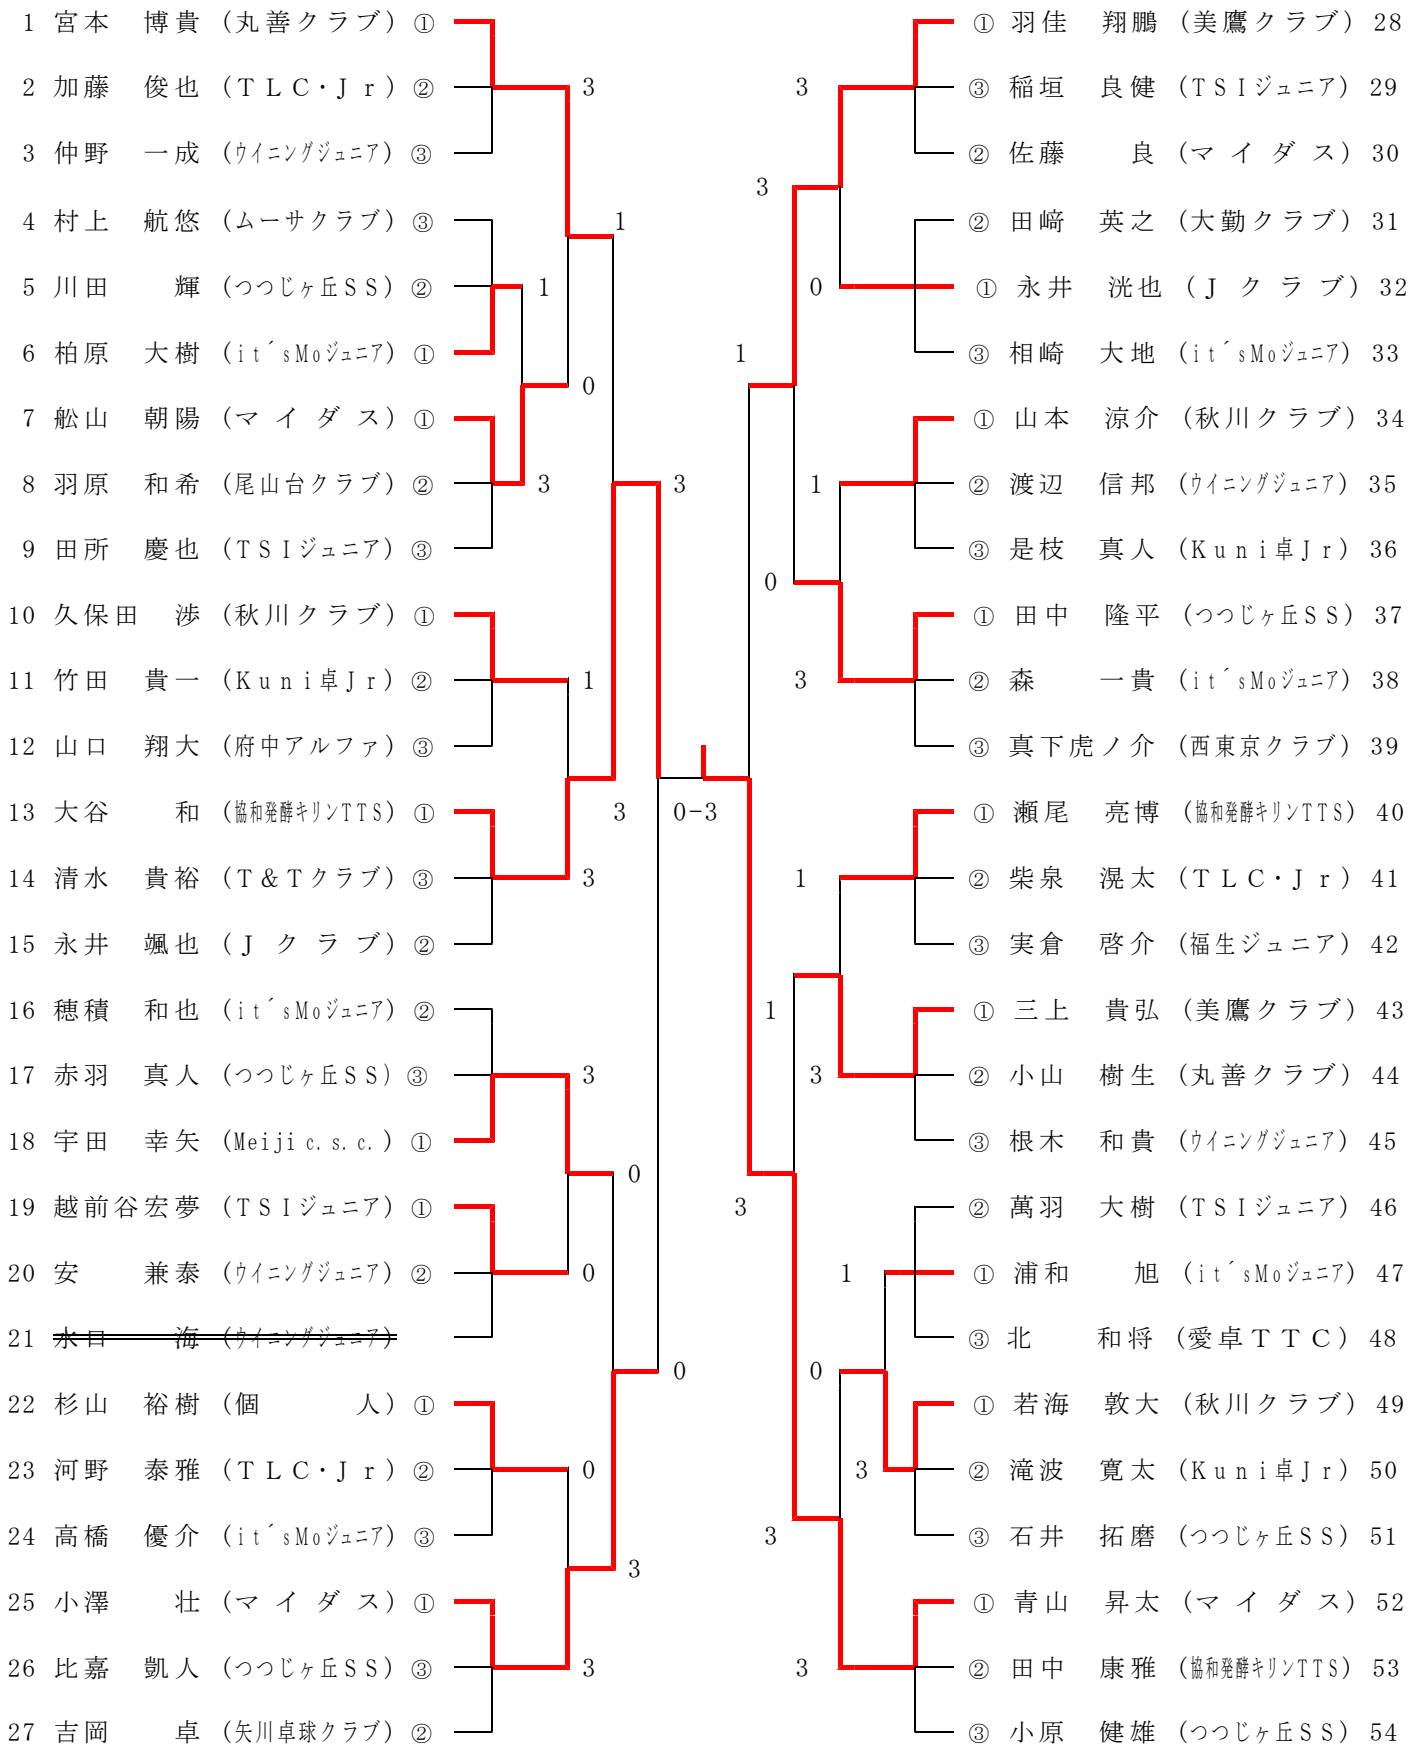 1 宮本 博貴 (丸善クラブ) ①
2 加藤 俊也 (ＴＬＣ・Ｊｒ) ②
3 仲野 一成 (ウイニングジュニア) ③
4 村上 航悠 (ムーサクラブ) ③
5 川田 輝 (つつじヶ丘ＳＳ) ②
6 柏原 大樹 (it´sMoジュニア) ①
7 舩山 朝陽 (マイダス) ①
8 羽原 和希 (尾山台クラブ) ②
9 田所 慶也 (ＴＳＩジュニア) ③
10 久保田 渉 (秋川クラブ) ①
11 竹田 貴一 (Kuni卓Jr) ②
12 山口 翔大 (府中アルファ) ③
13 大谷 和 (協和発酵キリンTTS) ①
14 清水 貴裕 (Ｔ＆Ｔクラブ) ③
15 永井 颯也 (Ｊクラブ) ②
16 穂積 和也 (it´sMoジュニア) ②
17 赤羽 真人 (つつじヶ丘ＳＳ) ③
18 宇田 幸矢 (Meiji c.s.c.) ①
19 越前谷宏夢 (ＴＳＩジュニア) ①
20 安 兼泰 (ウイニングジュニア) ②
21 水口 海 (ウイニングジュニア)
22 杉山 裕樹 (個 人) ①
23 河野 泰雅 (ＴＬＣ・Ｊｒ) ②
24 高橋 優介 (it´sMoジュニア) ③
25 小澤 壮 (マイダス) ①
26 比嘉 凱人 (つつじヶ丘ＳＳ) ③
27 吉岡 卓 (矢川卓球クラブ) ②
3
1
1
0
3
3
1
3
3
3
0
0
0
0
3
3
0-3
3
3
0
1
1
0
3
1
1
3
1
3
1
0
3
3
3
① 羽佳 翔鵬 (美鷹クラブ) 28
③ 稲垣 良健 (ＴＳＩジュニア) 29
② 佐藤 良 (マイダス) 30
② 田﨑 英之 (大勤クラブ) 31
① 永井 洸也 (Ｊクラブ) 32
③ 相崎 大地 (it´sMoジュニア) 33
① 山本 涼介 (秋川クラブ) 34
② 渡辺 信邦 (ウイニングジュニア) 35
③ 是枝 真人 (Kuni卓Jr) 36
① 田中 隆平 (つつじヶ丘ＳＳ) 37
② 森 一貴 (it´sMoジュニア) 38
③ 真下虎ノ介 (西東京クラブ) 39
① 瀬尾 亮博 (協和発酵キリンTTS) 40
② 柴泉 滉太 (ＴＬＣ・Ｊｒ) 41
③ 実倉 啓介 (福生ジュニア) 42
① 三上 貴弘 (美鷹クラブ) 43
② 小山 樹生 (丸善クラブ) 44
③ 根木 和貴 (ウイニングジュニア) 45
② 萬羽 大樹 (ＴＳＩジュニア) 46
① 浦和 旭 (it´sMoジュニア) 47
③ 北 和将 (愛卓ＴＴＣ) 48
① 若海 敦大 (秋川クラブ) 49
② 滝波 寛太 (Kuni卓Jr) 50
③ 石井 拓磨 (つつじヶ丘ＳＳ) 51
① 青山 昇太 (マイダス) 52
② 田中 康雅 (協和発酵キリンTTS) 53
③ 小原 健雄 (つつじヶ丘ＳＳ) 54